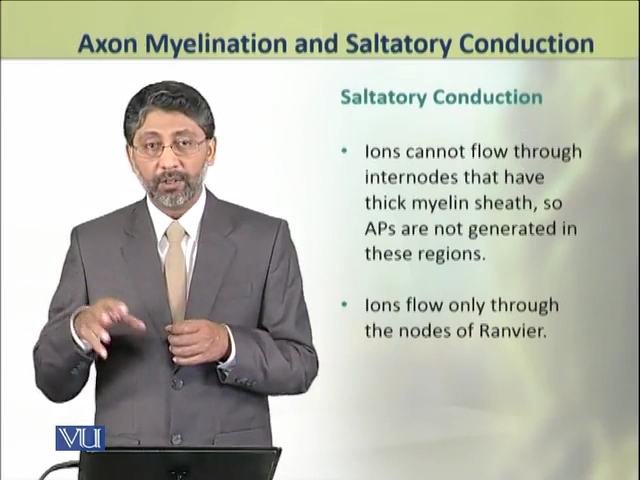 Axon Myelination and Saltatory Conduction
Saltatory Conduction
• Ions cannot flow through
internodes that have
thick myelin sheath, so
APs are not generated in
these regions.
• Ions flow only through
the nodes of Ranvier.
VU